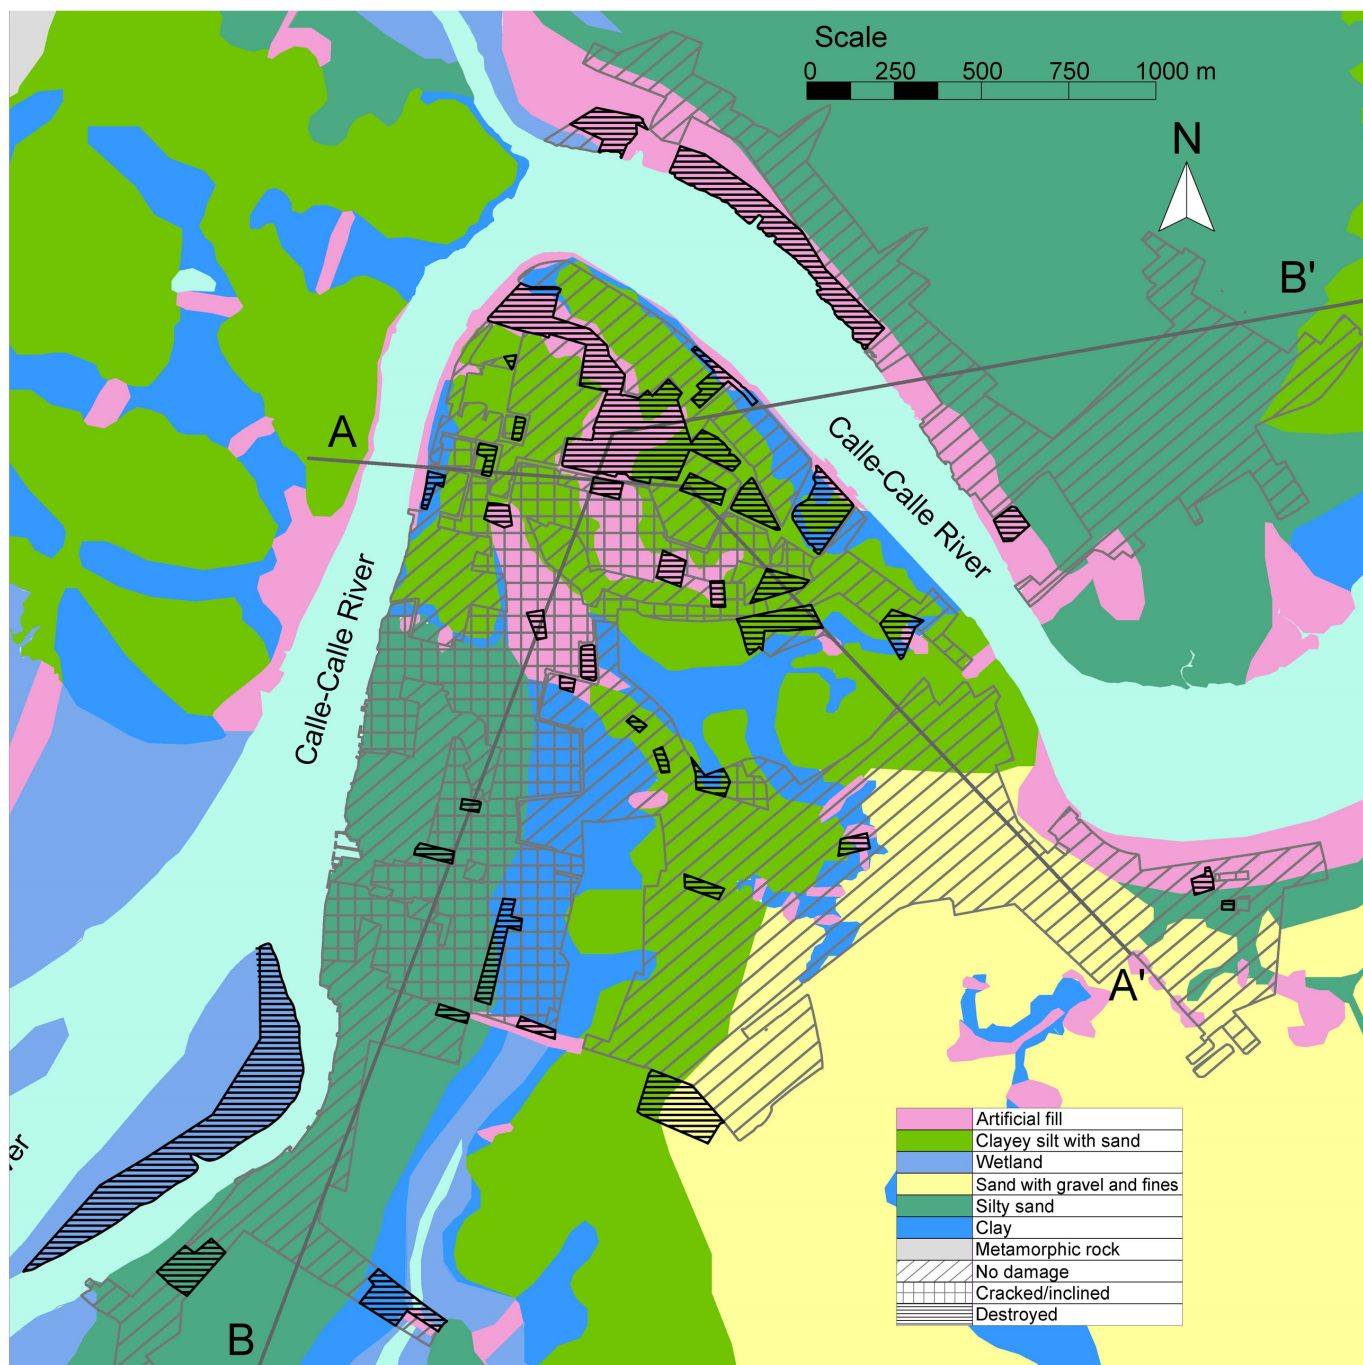 Scale
0 250 500 750 1000 m
N
B'
A
Calle-Calle River
Calle-Calle River
A'
ver
B
Artificial fill
Clayey silt with sand
Wetland
Sand with gravel and fines
Silty sand
Clay
Metamorphic rock
No damage
Cracked/inclined
Destroyed